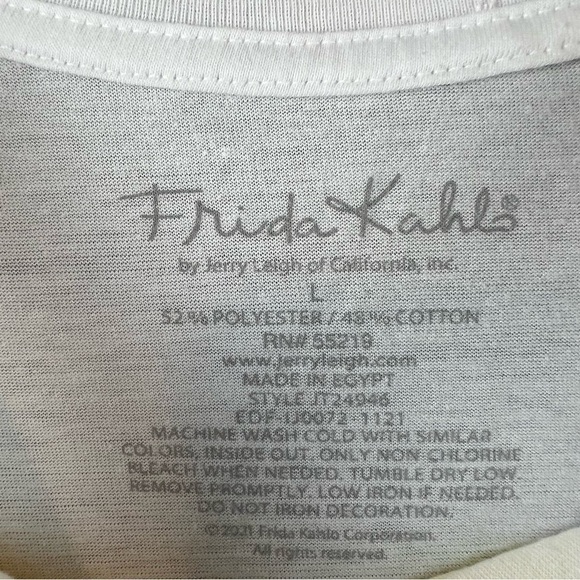 Frida Kahlo®
by Jerry Leigh of California, Inc.
L
52% POLYESTER / 48% COTTON
RN# 55219
www.jerryleigh.com
MADE IN EGYPT
STYLE JT24946
EDF-IJ0072-1121
MACHINE WASH COLD WITH SIMILAR
COLORS, INSIDE OUT. ONLY NON CHLORINE
BLEACH WHEN NEEDED. TUMBLE DRY LOW.
REMOVE PROMPTLY. LOW IRON IF NEEDED.
DO NOT IRON DECORATION.
©2021 Frida Kahlo Corporation.
All rights reserved.